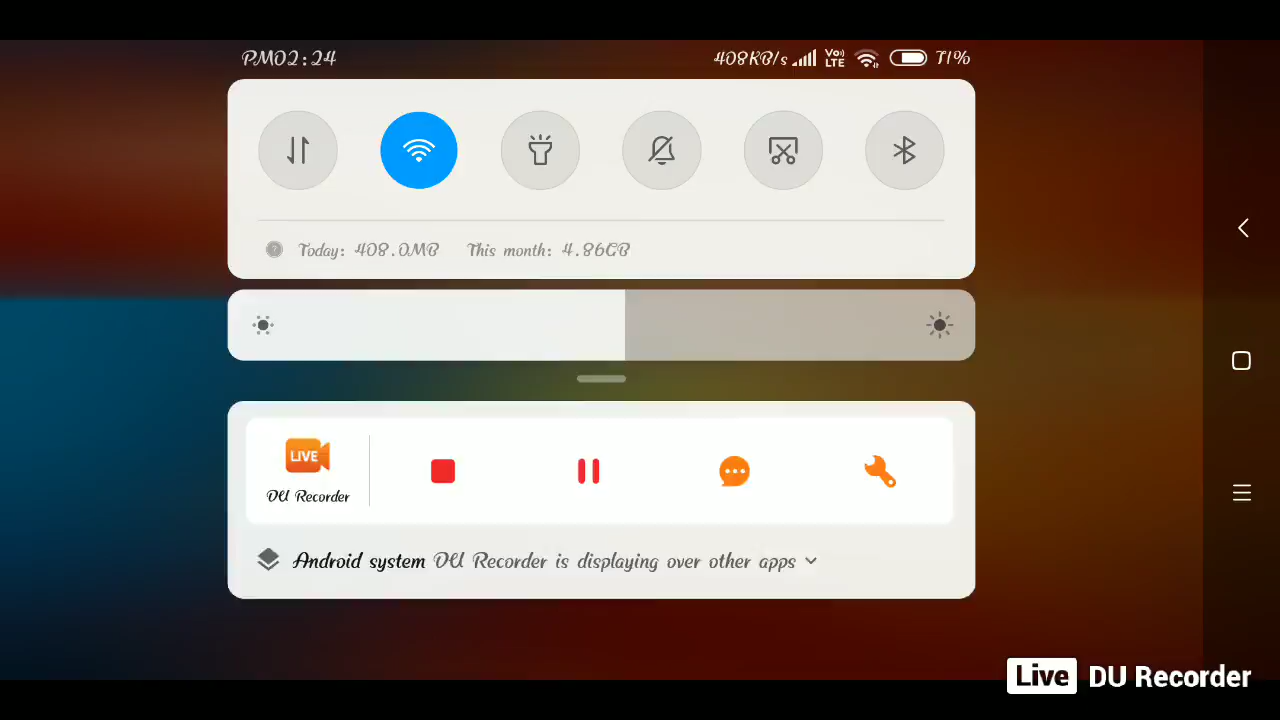 PM02:24
408KB/s Vo)) LTE 71%
Today: 408.0MB This month: 4.86GB
LIVE
DU Recorder
Android system DU Recorder is displaying over other apps
Live DU Recorder